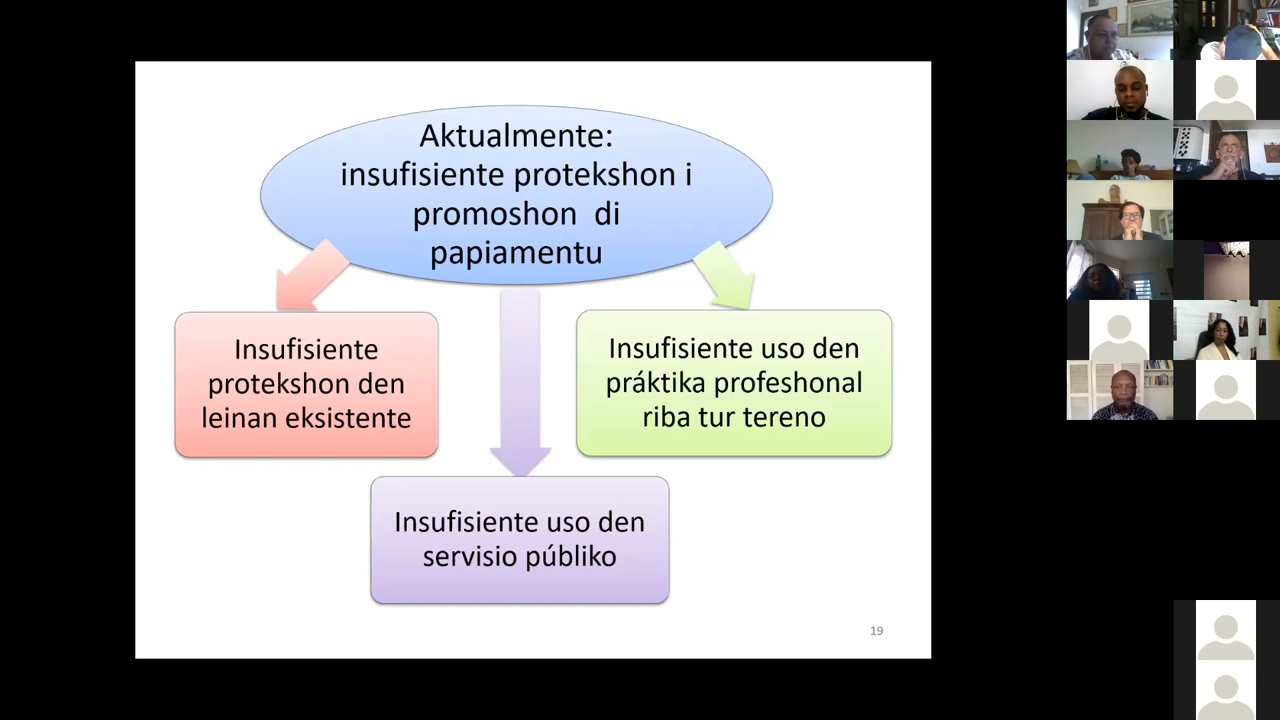 Aktualmente:
insufisiente protekshon i
promoshon di
papiamentu
Insufisiente
protekshon den
leinan eksistente
Insufisiente uso den
práktika profeshonal
riba tur tereno
Insufisiente uso den
servisio públiko
19